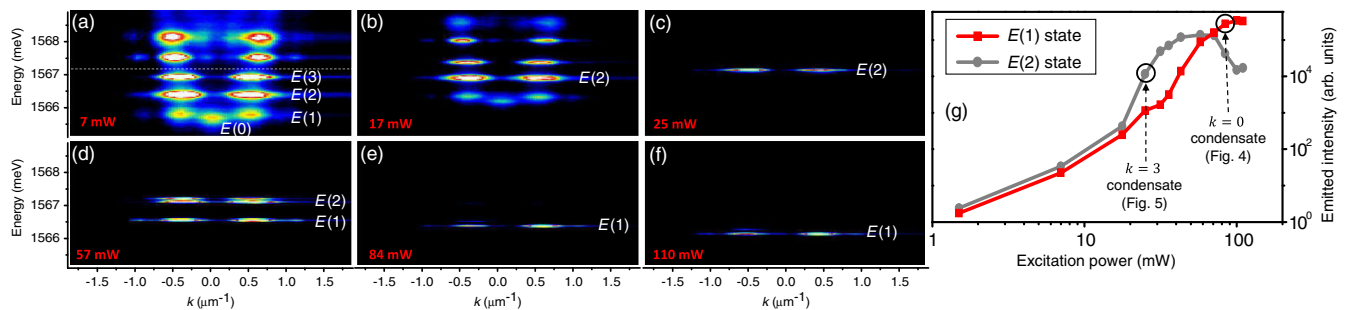 (a)
(b)
(c)
1568
1567
1566
Energy (meV)
E(3)
E(2)
E(1)
E(0)
7 mW
E(2)
17 mW
E(2)
25 mW
(d)
(e)
(f)
1568
1567
1566
Energy (meV)
E(2)
E(1)
57 mW
E(1)
84 mW
E(1)
110 mW
-1.5 -1.0 -0.5 0.0 0.5 1.0 1.5
k (μm⁻¹)
-1.5 -1.0 -0.5 0.0 0.5 1.0 1.5
k (μm⁻¹)
-1.5 -1.0 -0.5 0.0 0.5 1.0 1.5
k (μm⁻¹)
E(1) state
E(2) state
(g)
k = 3
condensate
(Fig. 5)
k = 0
condensate
(Fig. 4)
10⁴
10²
10⁰
Emitted intensity (arb. units)
1 10 100
Excitation power (mW)